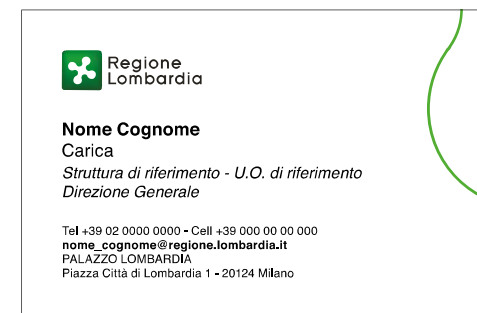 Regione
Lombardia
Nome Cognome
Carica
Struttura di riferimento - U.O. di riferimento
Direzione Generale
Tel +39 02 0000 0000 - Cell +39 000 00 00 000
nome_cognome@regione.lombardia.it
PALAZZO LOMBARDIA
Piazza Città di Lombardia 1 - 20124 Milano